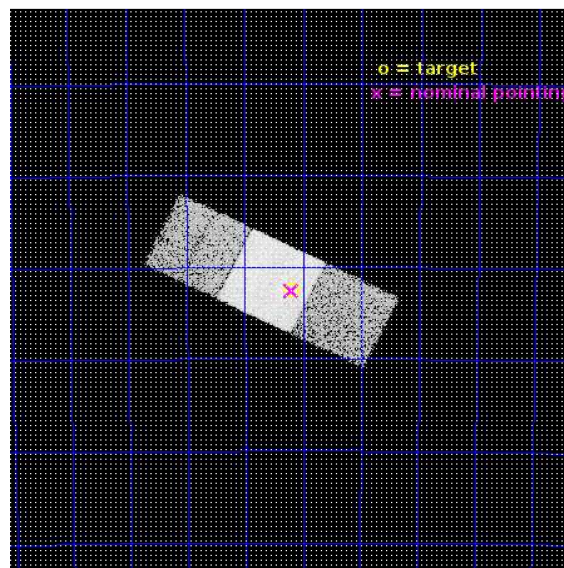 o = target
x = nominal pointing